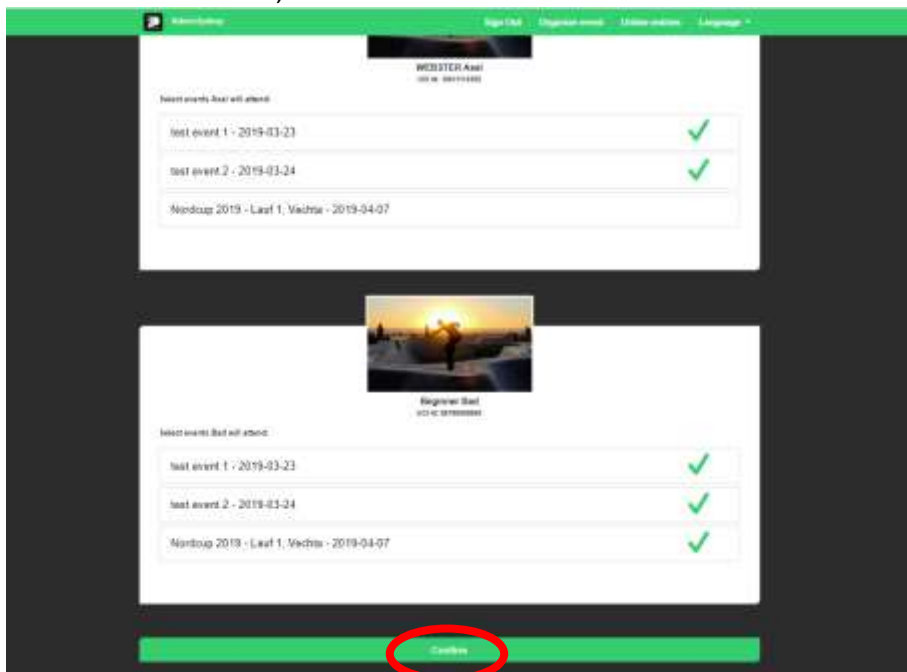 Sign Out Organise event Online entries Language
WEBSTER Axel
Select events Axel will attend:
test event 1 - 2019-03-23
test event 2 - 2019-03-24
Nordcup 2019 - Lauf 1, Vechta - 2019-04-07
Beginner Bad
Select events Bad will attend:
test event 1 - 2019-03-23
test event 2 - 2019-03-24
Nordcup 2019 - Lauf 1, Vechta - 2019-04-07
Confirm